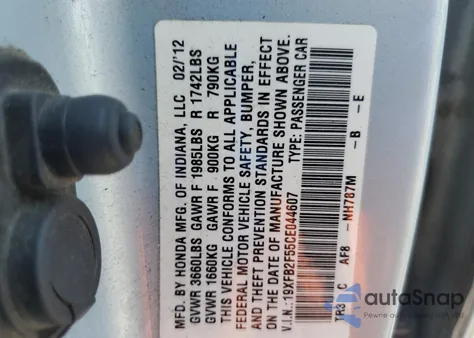 MFD. BY HONDA MFG. OF INDIANA, LLC 02/'12
GVWR 3660LBS GAWR F 1985LBS R 1742LBS
GVWR 1660KG GAWR F 900KG R 790KG
THIS VEHICLE CONFORMS TO ALL APPLICABLE
FEDERAL MOTOR VEHICLE SAFETY, BUMPER,
AND THEFT PREVENTION STANDARDS IN EFFECT
ON THE DATE OF MANUFACTURE SHOWN ABOVE.
V.I.N.:19XFB2F55CE044607 TYPE: PASSENGER CAR
TR3 C AF8 -NH787M -B -E
autoSnap